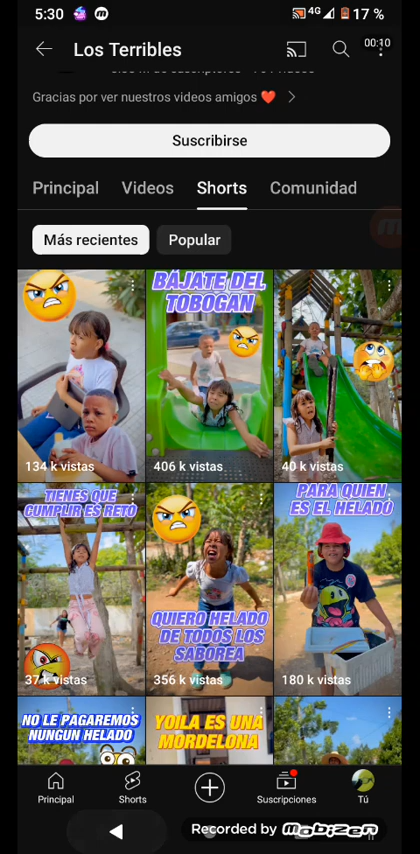 5:30
4G
17 %
Los Terribles
00:10
Gracias por ver nuestros videos amigos ❤️
Suscribirse
Principal Videos Shorts Comunidad
Más recientes Popular
BÁJATE DEL
TOBOGAN
134 k vistas
406 k vistas
40 k vistas
TIENES QUE
CUMPLIR ES RETO
PARA QUIEN
ES EL HELADO
QUIERO HELADO
DE TODOS LOS
SABOREA
37 k vistas
356 k vistas
180 k vistas
NO LE PAGAREMOS
NUNGUN HELADO
YOILA ES UNA
MORDELONA
Principal
Shorts
Suscripciones
Tú
Recorded by mobizen